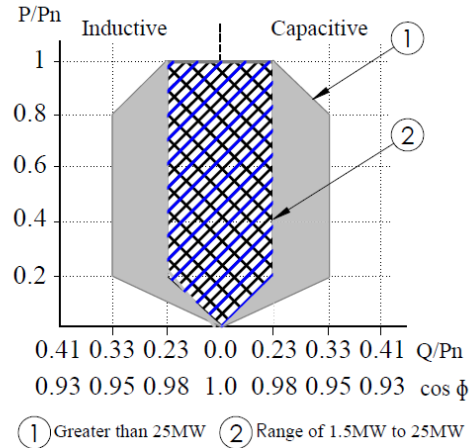 P/Pn
Inductive
Capacitive
1
1
0.8
2
0.6
0.4
0.2
0.41 0.33 0.23 0.0 0.23 0.33 0.41 Q/Pn
0.93 0.95 0.98 1.0 0.98 0.95 0.93 cos ϕ
1 Greater than 25MW 2 Range of 1.5MW to 25MW